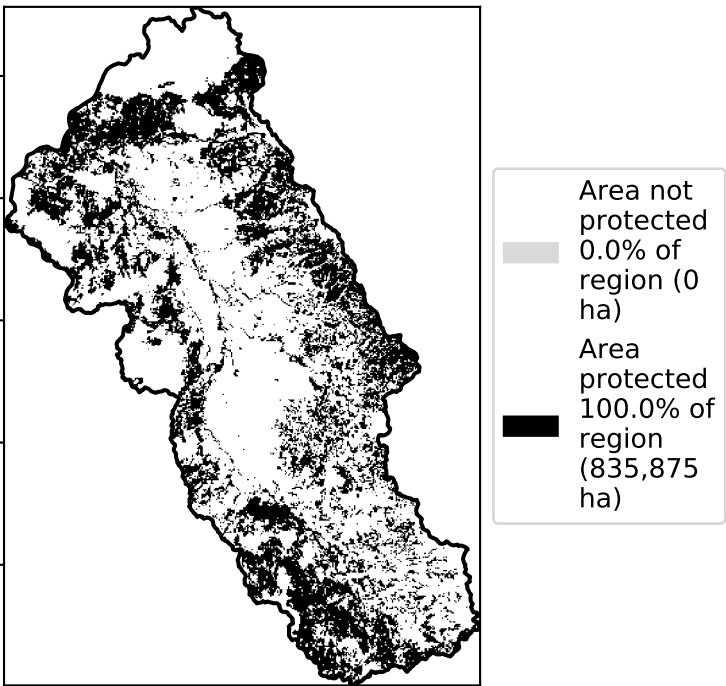 Area not
protected
0.0% of
region (0
ha)
Area
protected
100.0% of
region
(835,875
ha)